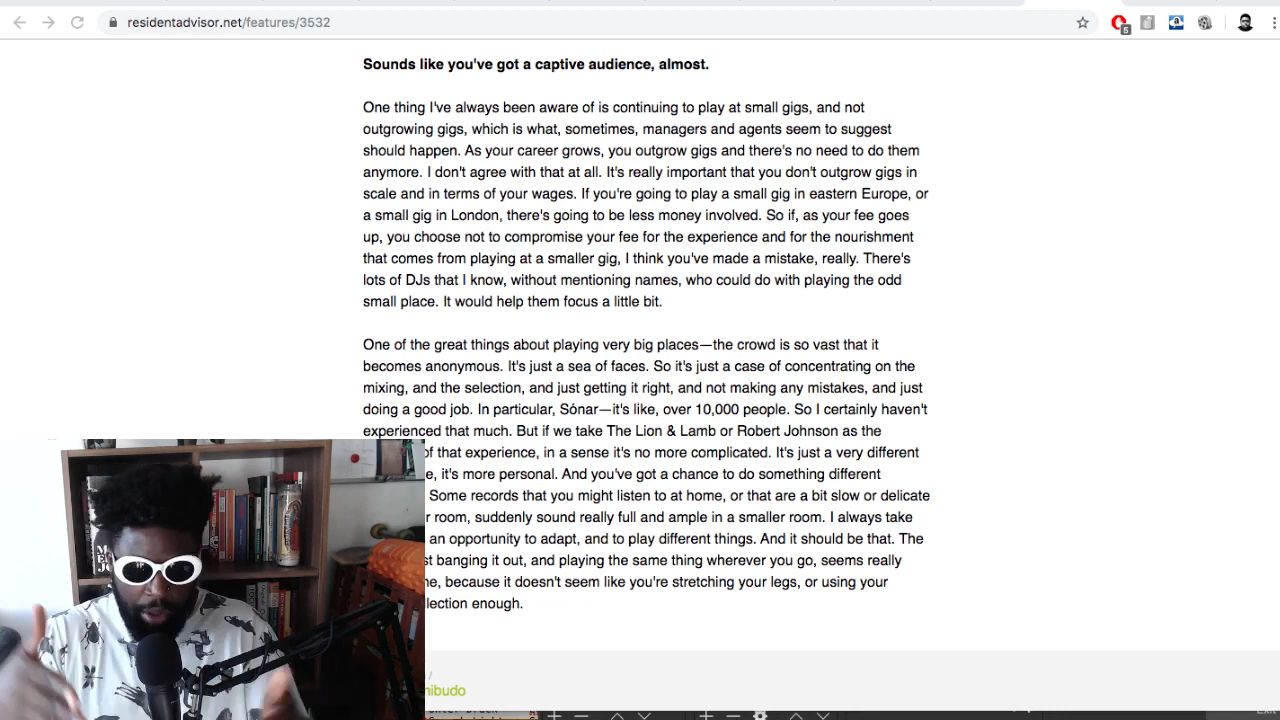 residentadvisor.net/features/3532
5
Sounds like you've got a captive audience, almost.
One thing I've always been aware of is continuing to play at small gigs, and not
outgrowing gigs, which is what, sometimes, managers and agents seem to suggest
should happen. As your career grows, you outgrow gigs and there's no need to do them
anymore. I don't agree with that at all. It's really important that you don't outgrow gigs in
scale and in terms of your wages. If you're going to play a small gig in eastern Europe, or
a small gig in London, there's going to be less money involved. So if, as your fee goes
up, you choose not to compromise your fee for the experience and for the nourishment
that comes from playing at a smaller gig, I think you've made a mistake, really. There's
lots of DJs that I know, without mentioning names, who could do with playing the odd
small place. It would help them focus a little bit.
One of the great things about playing very big places—the crowd is so vast that it
becomes anonymous. It's just a sea of faces. So it's just a case of concentrating on the
mixing, and the selection, and just getting it right, and not making any mistakes, and just
doing a good job. In particular, Sónar—it's like, over 10,000 people. So I certainly haven't
experienced that much. But if we take The Lion & Lamb or Robert Johnson as the
of that experience, in a sense it's no more complicated. It's just a very different
, it's more personal. And you've got a chance to do something different
Some records that you might listen to at home, or that are a bit slow or delicate
room, suddenly sound really full and ample in a smaller room. I always take
an opportunity to adapt, and to play different things. And it should be that. The
banging it out, and playing the same thing wherever you go, seems really
because it doesn't seem like you're stretching your legs, or using your
enough.